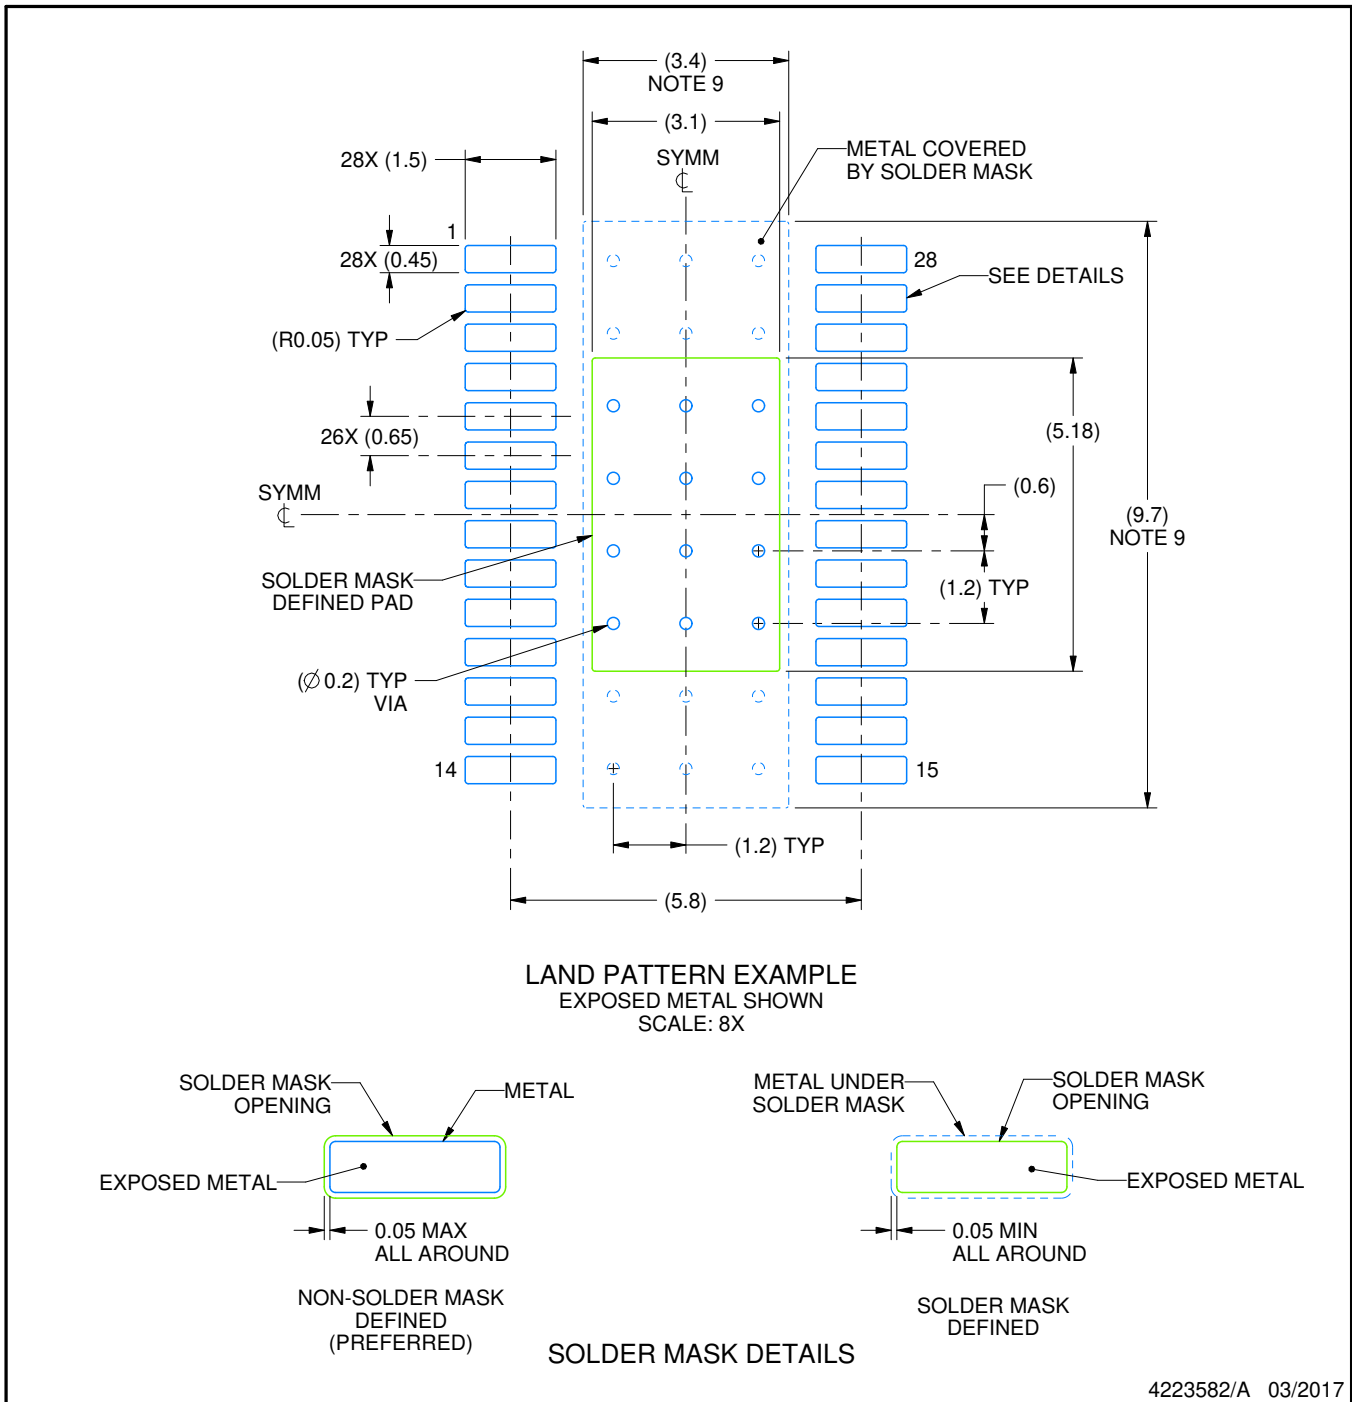 (3.4)
NOTE 9
(3.1)
SYMM
METAL COVERED
BY SOLDER MASK
28X (1.5)
1
28X (0.45)
28
SEE DETAILS
(R0.05) TYP
26X (0.65)
(5.18)
SYMM
(0.6)
(9.7)
NOTE 9
SOLDER MASK
DEFINED PAD
(1.2) TYP
(Ø 0.2) TYP
VIA
14
15
(1.2) TYP
(5.8)
LAND PATTERN EXAMPLE
EXPOSED METAL SHOWN
SCALE: 8X
SOLDER MASK
OPENING
METAL
EXPOSED METAL
0.05 MAX
ALL AROUND
NON-SOLDER MASK
DEFINED
(PREFERRED)
METAL UNDER
SOLDER MASK
SOLDER MASK
OPENING
EXPOSED METAL
0.05 MIN
ALL AROUND
SOLDER MASK
DEFINED
SOLDER MASK DETAILS
4223582/A 03/2017